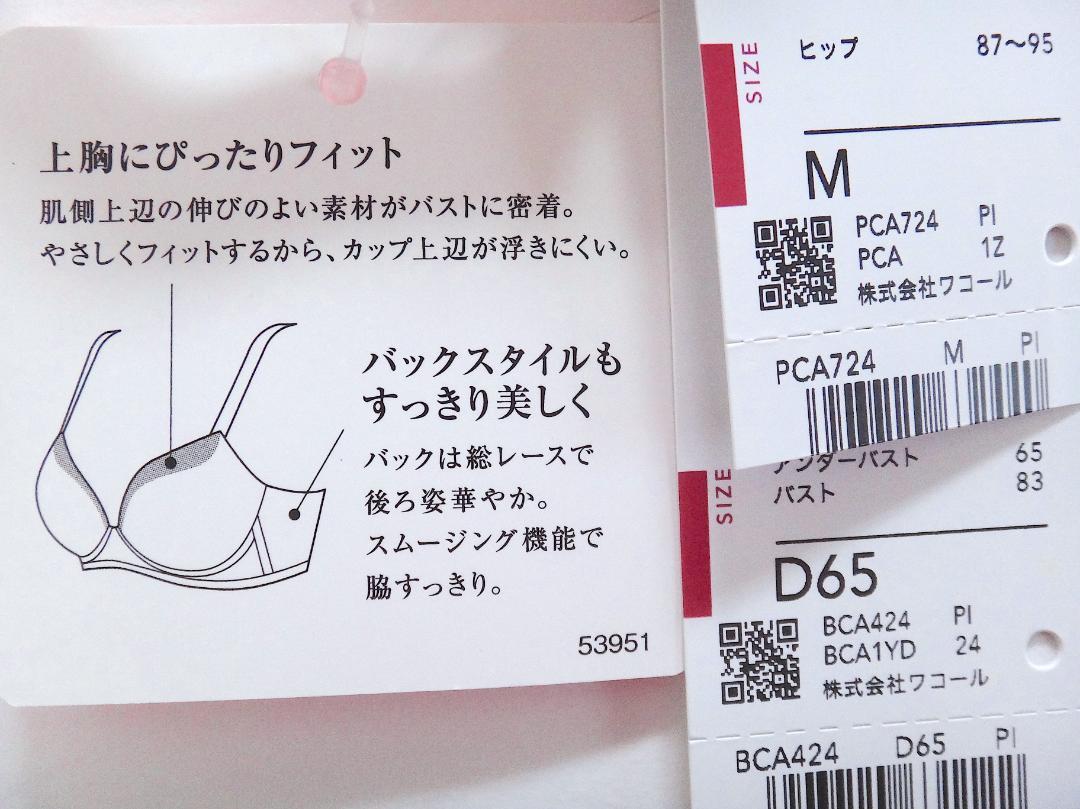 上胸にぴったりフィット
肌側上辺の伸びのよい素材がバストに密着。
やさしくフィットするから、カップ上辺が浮きにくい。
バックスタイルも
すっきり美しく
バックは総レースで
後ろ姿華やか。
スムージング機能で
脇すっきり。
53951
SIZE
ヒップ 87〜95
M
PCA724 PI
PCA 1Z
株式会社ワコール
PCA724 M PI
SIZE
アンダーバスト 65
バスト 83
D65
BCA424 PI
BCA1YD 24
株式会社ワコール
BCA424 D65 PI